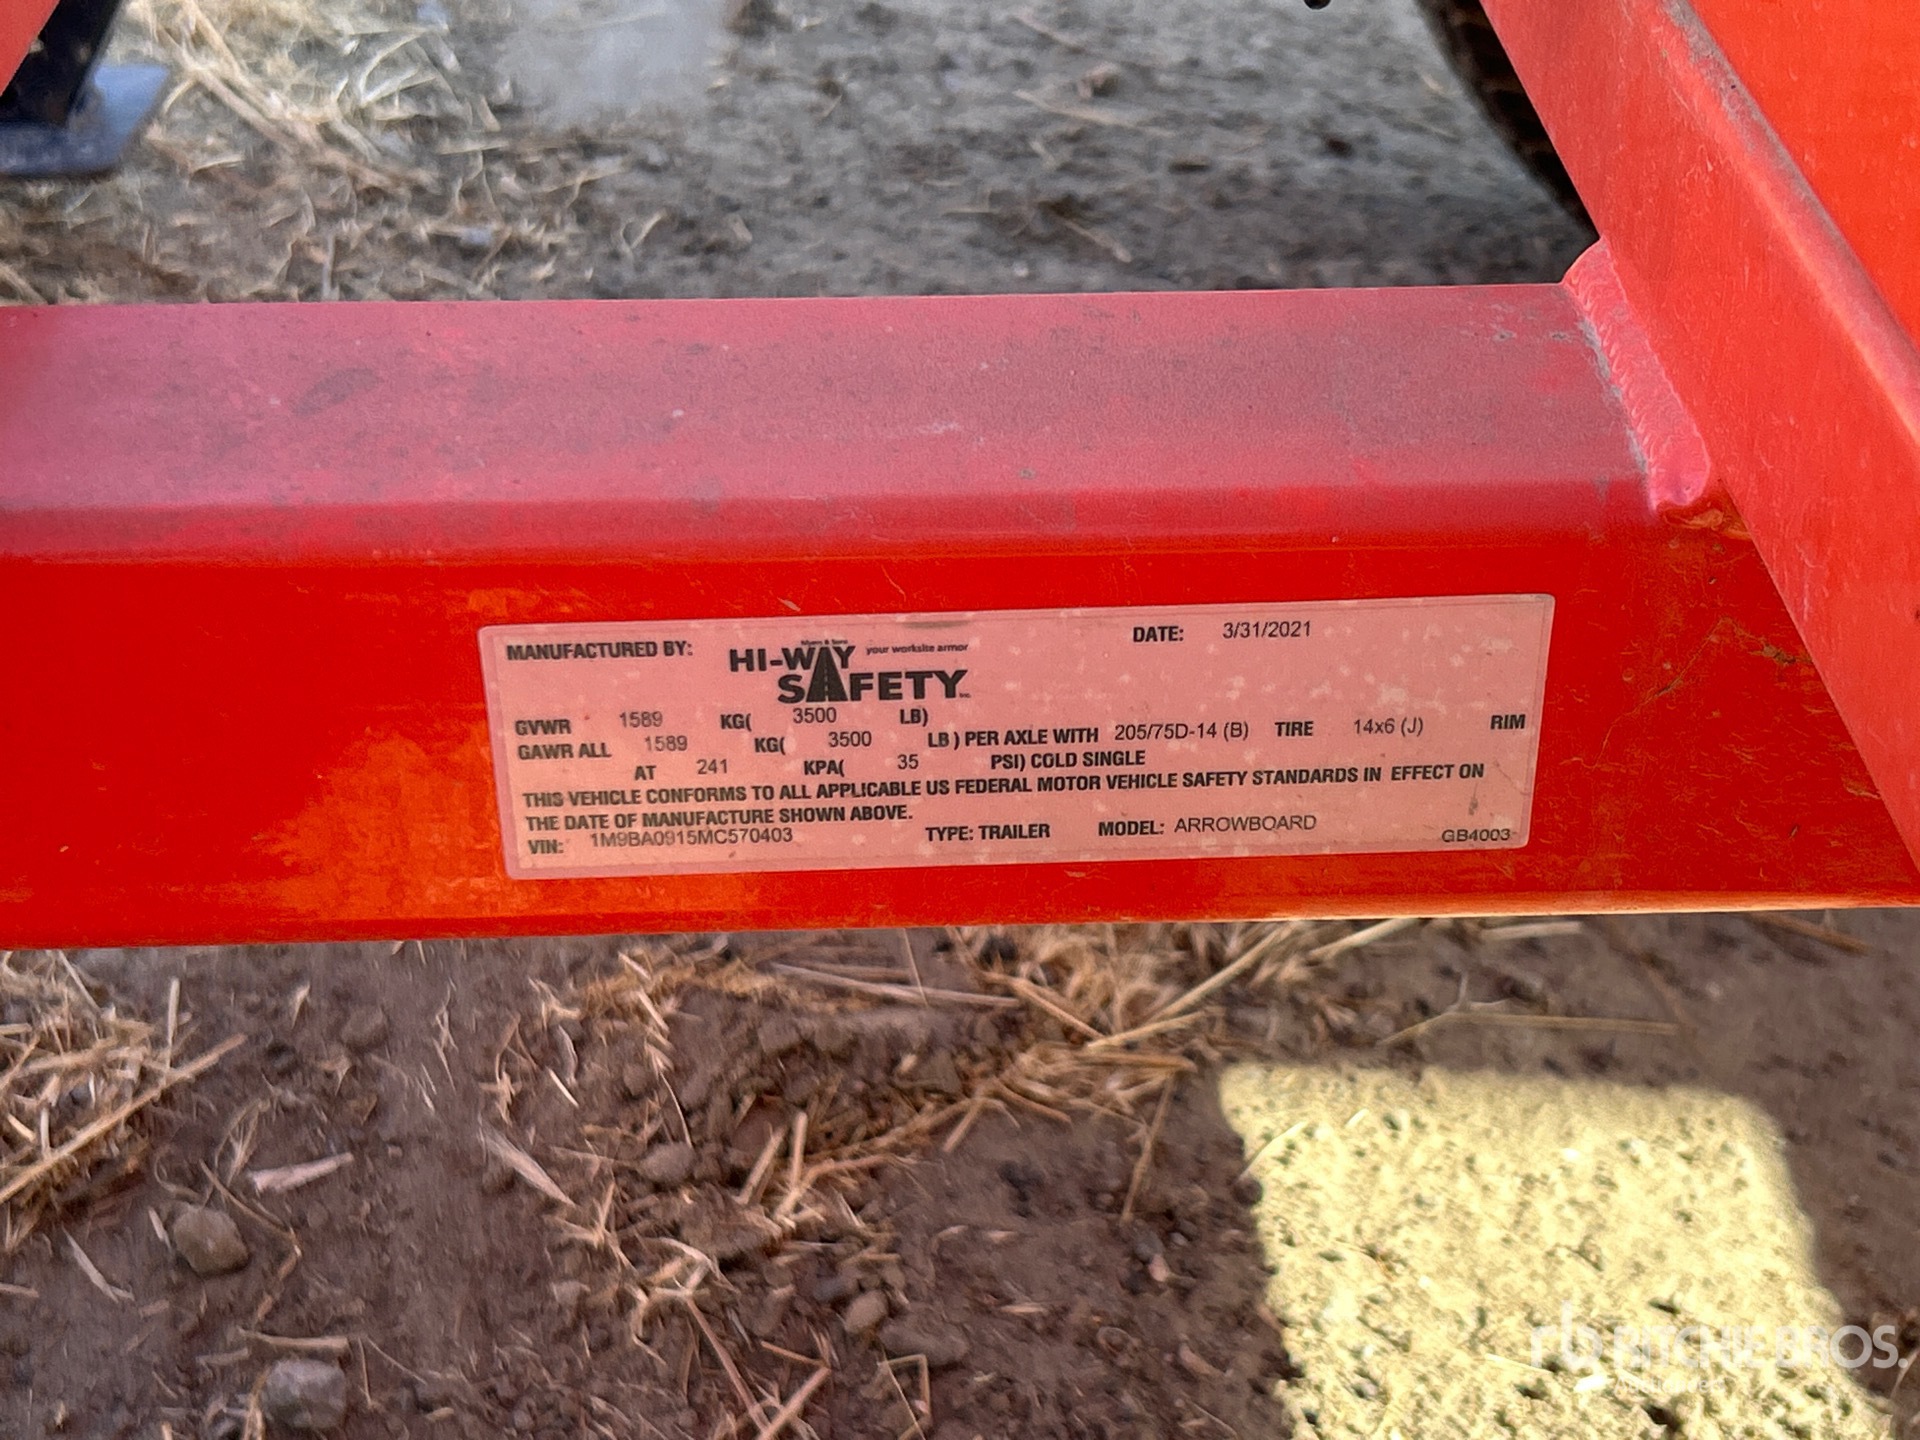 MANUFACTURED BY: HI-WAY SAFETY Inc. your worksite armor DATE: 3/31/2021
GVWR 1589 KG( 3500 LB)
GAWR ALL 1589 KG( 3500 LB ) PER AXLE WITH 205/75D-14 (B) TIRE 14x6 (J) RIM
AT 241 KPA( 35 PSI) COLD SINGLE
THIS VEHICLE CONFORMS TO ALL APPLICABLE US FEDERAL MOTOR VEHICLE SAFETY STANDARDS IN EFFECT ON
THE DATE OF MANUFACTURE SHOWN ABOVE.
VIN: 1M9BA0915MC570403 TYPE: TRAILER MODEL: ARROWBOARD GB4003
rb RITCHIE BROS.